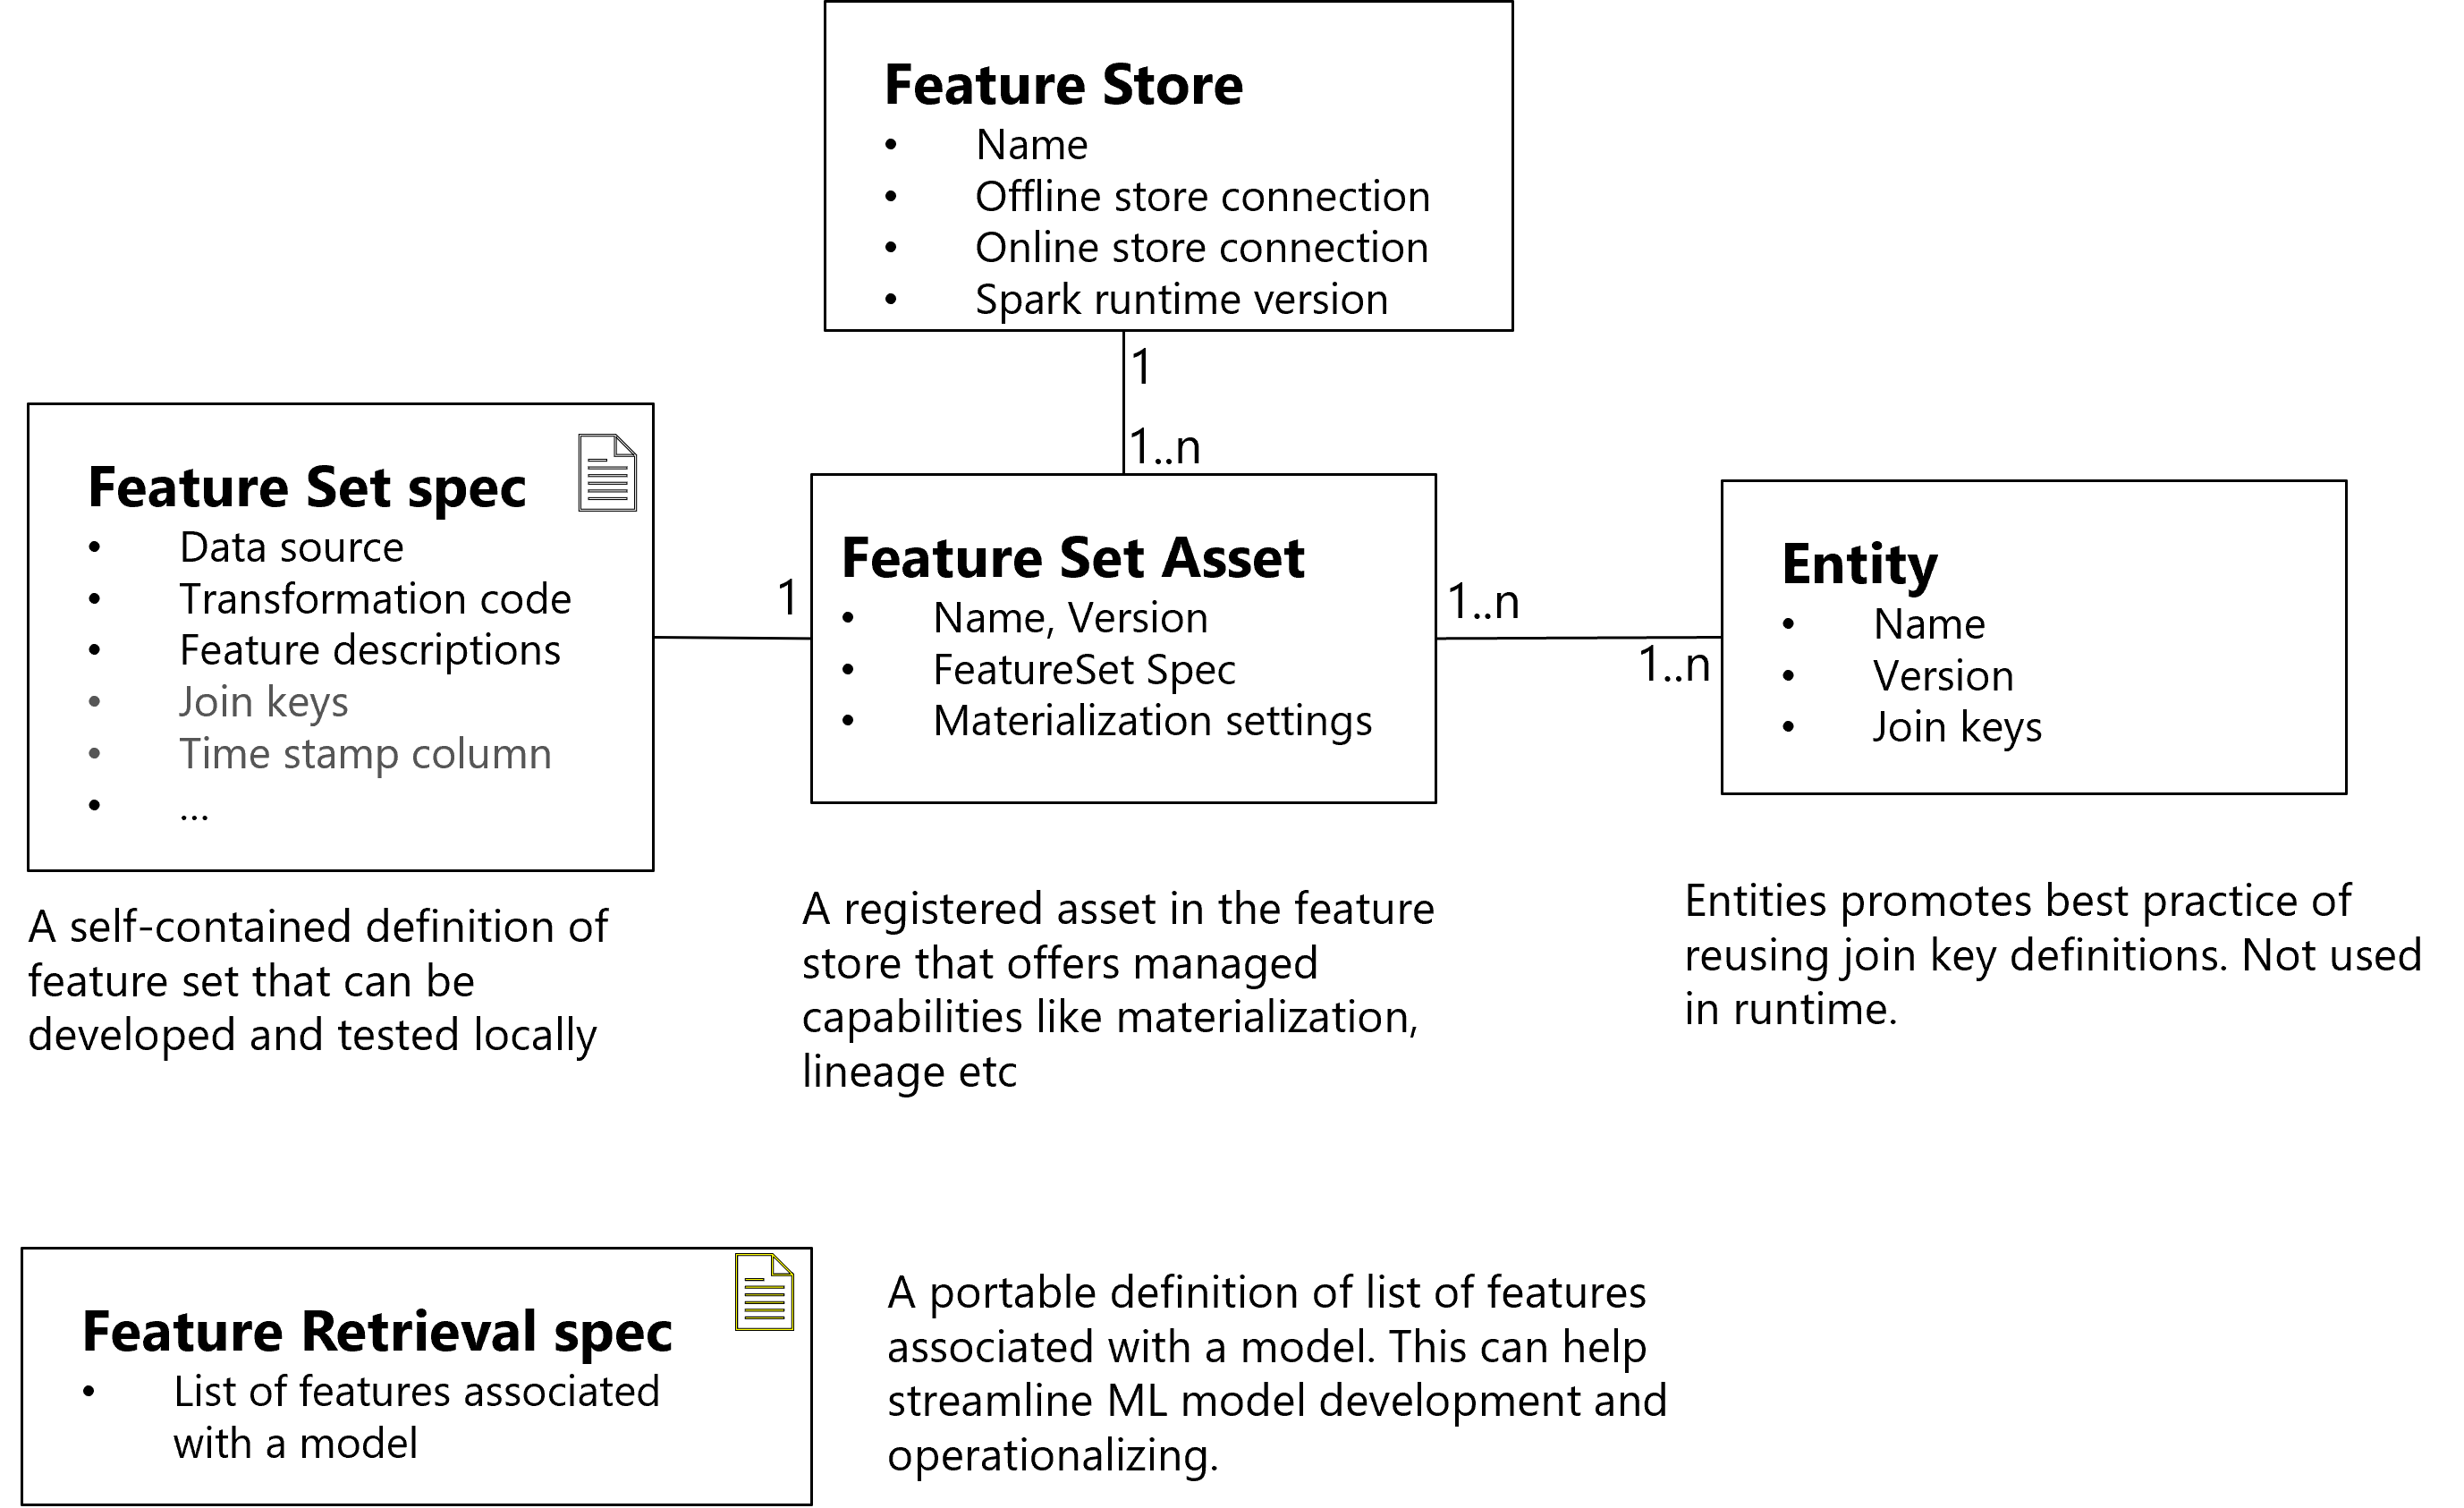 Feature Store
• Name
• Offline store connection
• Online store connection
• Spark runtime version
1
1..n
Feature Set spec
• Data source
• Transformation code
• Feature descriptions
• Join keys
• Time stamp column
• ...
1
Feature Set Asset
• Name, Version
• FeatureSet Spec
• Materialization settings
1..n
1..n
Entity
• Name
• Version
• Join keys
A self-contained definition of
feature set that can be
developed and tested locally
A registered asset in the feature
store that offers managed
capabilities like materialization,
lineage etc
Entities promotes best practice of
reusing join key definitions. Not used
in runtime.
Feature Retrieval spec
• List of features associated
with a model
A portable definition of list of features
associated with a model. This can help
streamline ML model development and
operationalizing.